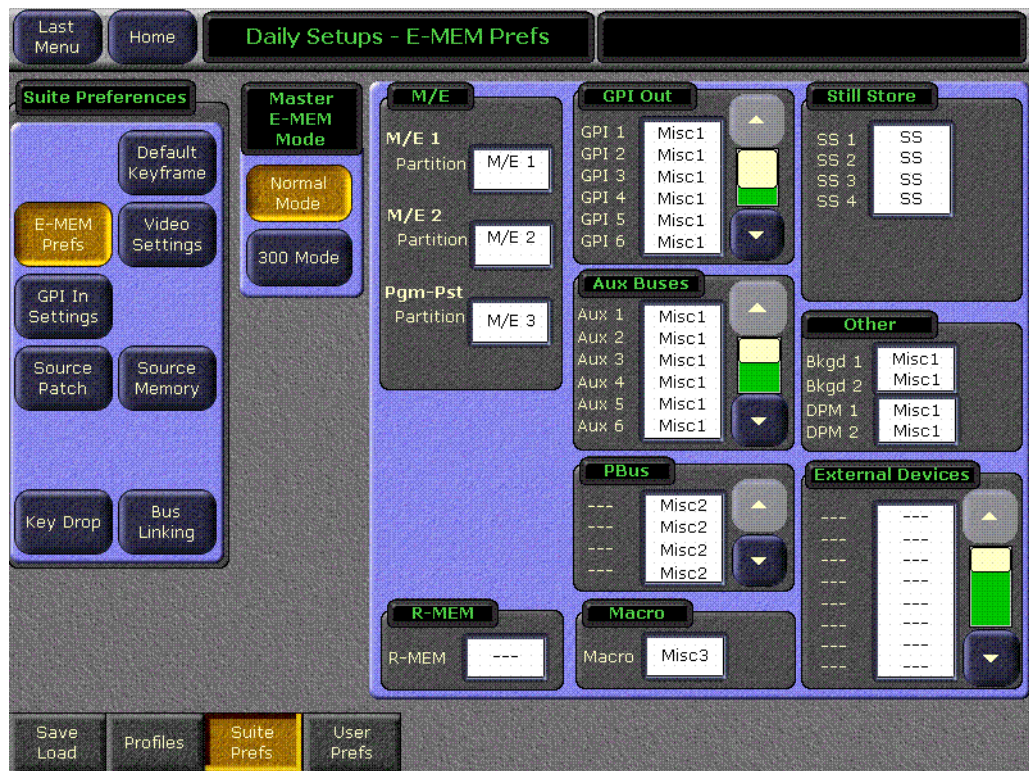 Last
Menu
Home
Daily Setups - E-MEM Prefs
Suite Preferences
Default
Keyframe
E-MEM
Prefs
Video
Settings
GPI In
Settings
Source
Patch
Source
Memory
Key Drop
Bus
Linking
Master
E-MEM
Mode
Normal
Mode
300 Mode
M/E
M/E 1
Partition M/E 1
M/E 2
Partition M/E 2
Pgm-Pst
Partition M/E 3
GPI Out
GPI 1 Misc1
GPI 2 Misc1
GPI 3 Misc1
GPI 4 Misc1
GPI 5 Misc1
GPI 6 Misc1
Aux Buses
Aux 1 Misc1
Aux 2 Misc1
Aux 3 Misc1
Aux 4 Misc1
Aux 5 Misc1
Aux 6 Misc1
PBus
--- Misc2
--- Misc2
--- Misc2
--- Misc2
Still Store
SS 1 SS
SS 2 SS
SS 3 SS
SS 4 SS
Other
Bkgd 1 Misc1
Bkgd 2 Misc1
DPM 1 Misc1
DPM 2 Misc1
External Devices
--- ---
--- ---
--- ---
--- ---
--- ---
--- ---
--- ---
--- ---
R-MEM
R-MEM ---
Macro
Macro Misc3
Save
Load
Profiles
Suite
Prefs
User
Prefs